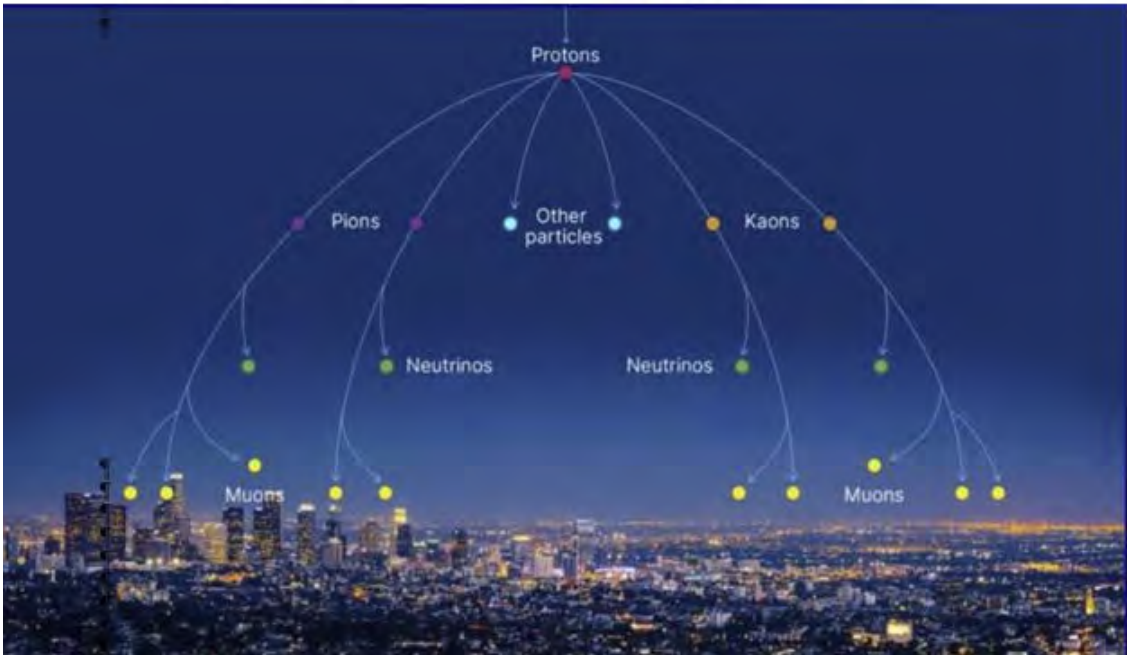 Protons
Pions
Other
particles
Kaons
Neutrinos
Neutrinos
Muons
Muons